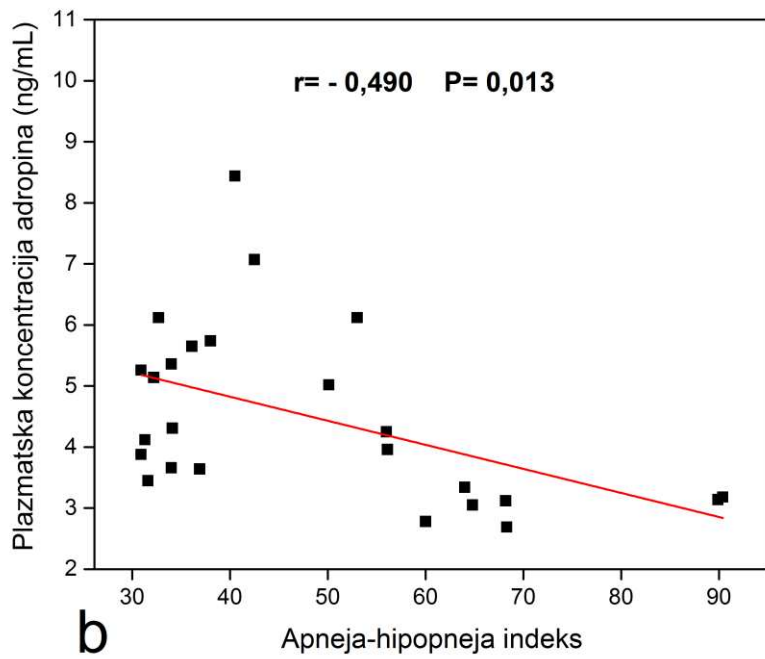 r= - 0,490 P= 0,013
Plazmatska koncentracija adropina (ng/mL)
11
10
9
8
7
6
5
4
3
2
30 40 50 60 70 80 90
b
Apneja-hipopneja indeks